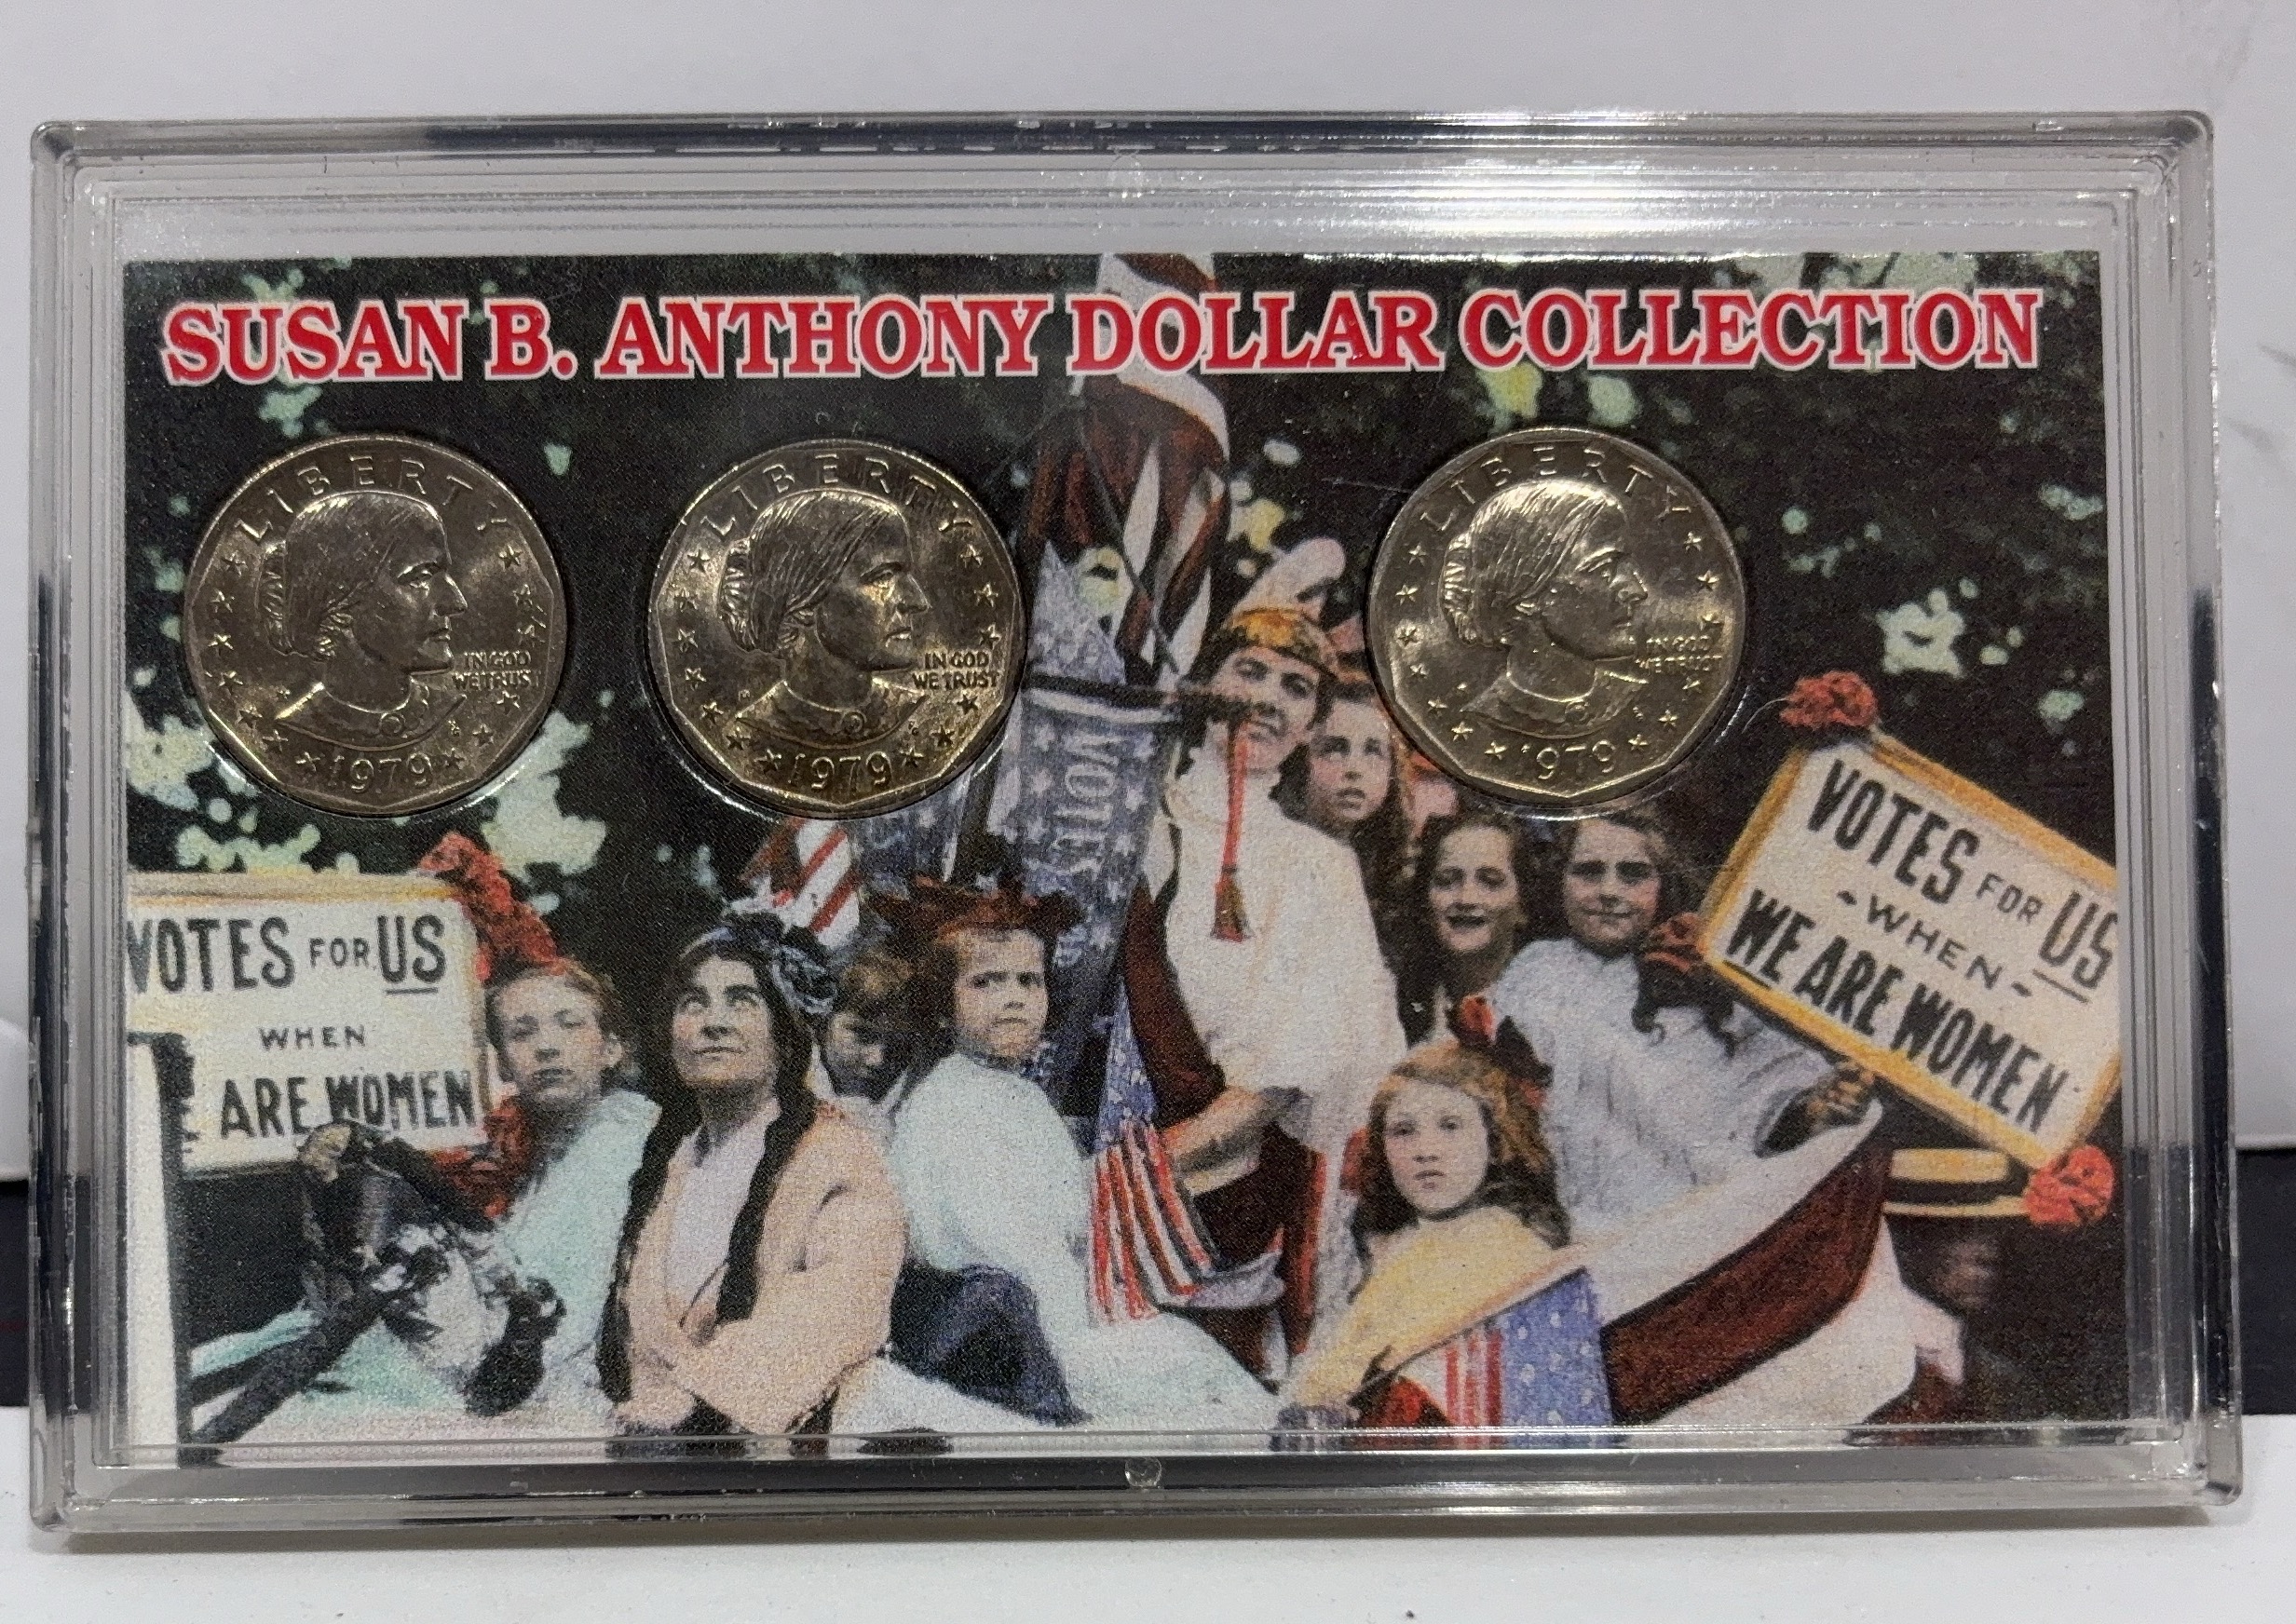 SUSAN B. ANTHONY DOLLAR COLLECTION
LIBERTY
IN GOD
WE TRUST
1979
LIBERTY
IN GOD
WE TRUST
1979
LIBERTY
IN GOD
WE TRUST
1979
VOTES
VOTES FOR US
WHEN
ARE WOMEN
VOTES FOR US
-WHEN-
WE ARE WOMEN